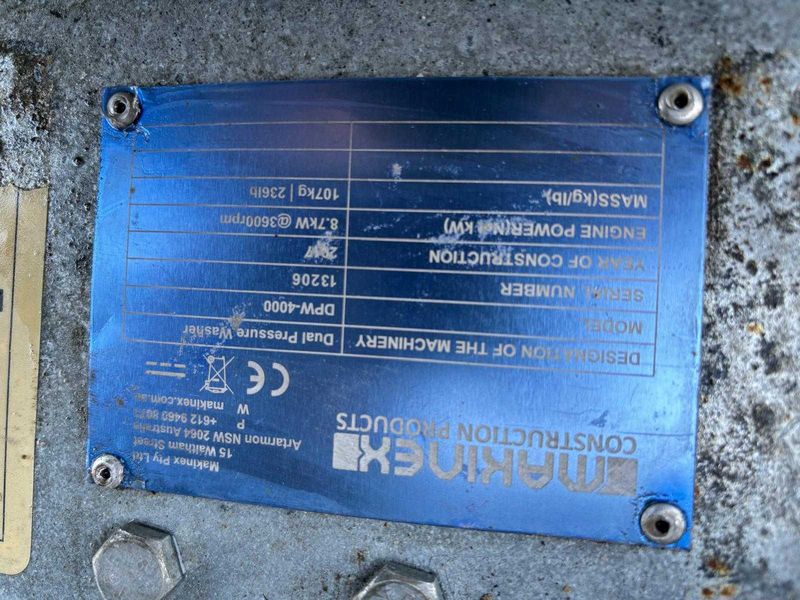 MAKINEX
CONSTRUCTION PRODUCTS
Makinex Pty Ltd
15 Waltham Street
Artarmon NSW 2064 Australia
P +612 9460 8071
W makinex.com.au
CE
DESIGNATION OF THE MACHINERY Dual Pressure Washer
MODEL DPW-4000
SERIAL NUMBER 13206
YEAR OF CONSTRUCTION
ENGINE POWER(Net kW) 8.7kW @3600rpm
MASS(kg/lb) 107kg | 236lb